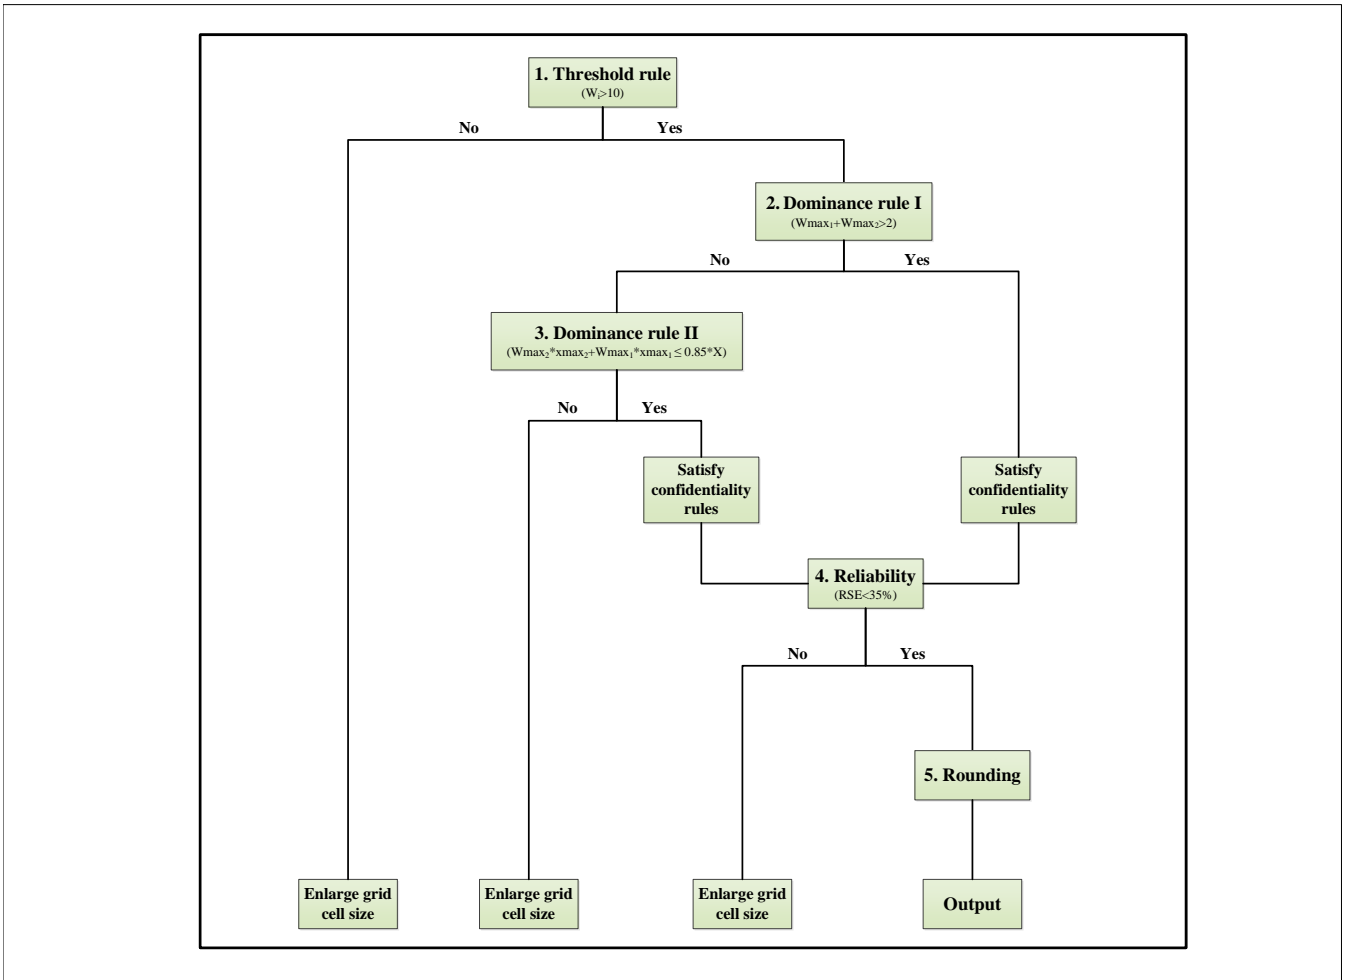 1. Threshold rule
(Wᵢ>10)
No
Yes
2. Dominance rule I
(Wmax₁+Wmax₂>2)
No
Yes
3. Dominance rule II
(Wmax₂*xmax₂+Wmax₁*xmax₁ ≤ 0.85*X)
No
Yes
Satisfy
confidentiality
rules
Satisfy
confidentiality
rules
4. Reliability
(RSE<35%)
No
Yes
5. Rounding
Enlarge grid
cell size
Enlarge grid
cell size
Enlarge grid
cell size
Output